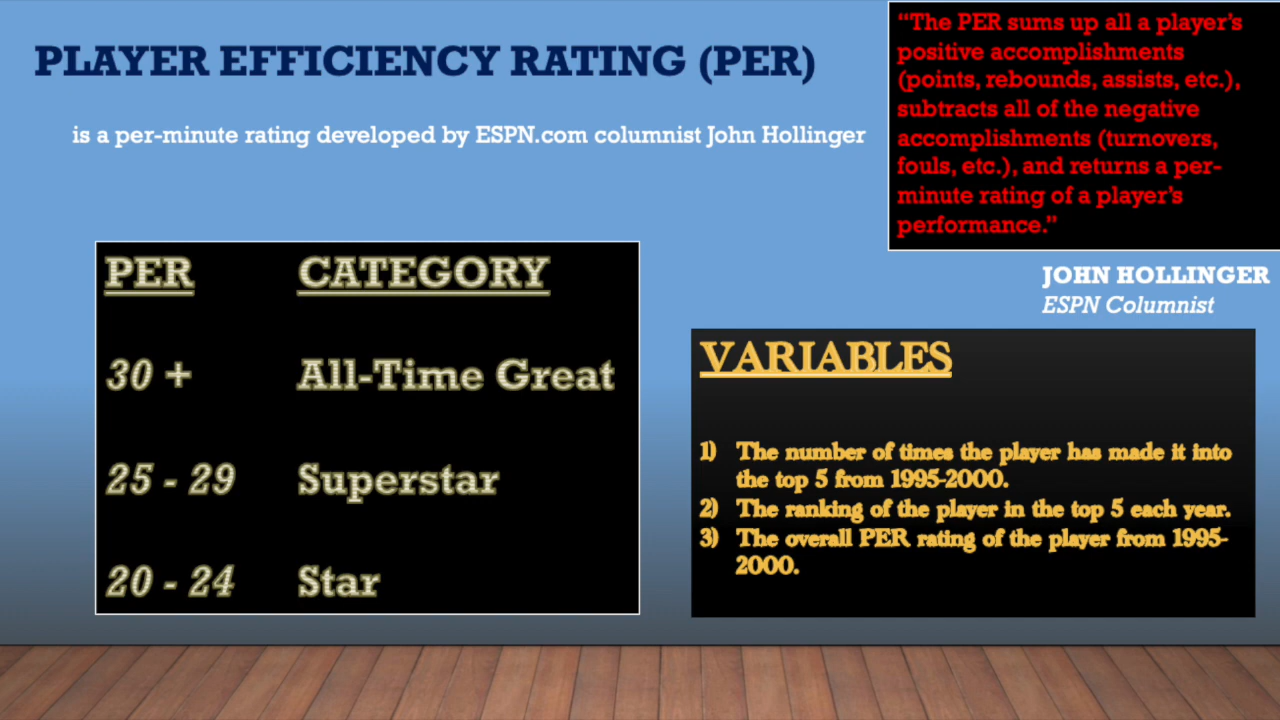 PLAYER EFFICIENCY RATING (PER)
is a per-minute rating developed by ESPN.com columnist John Hollinger
“The PER sums up all a player’s
positive accomplishments
(points, rebounds, assists, etc.),
subtracts all of the negative
accomplishments (turnovers,
fouls, etc.), and returns a per-
minute rating of a player’s
performance.”
JOHN HOLLINGER
ESPN Columnist
PER CATEGORY
30 + All-Time Great
25 - 29 Superstar
20 - 24 Star
VARIABLES
1) The number of times the player has made it into
the top 5 from 1995-2000.
2) The ranking of the player in the top 5 each year.
3) The overall PER rating of the player from 1995-
2000.